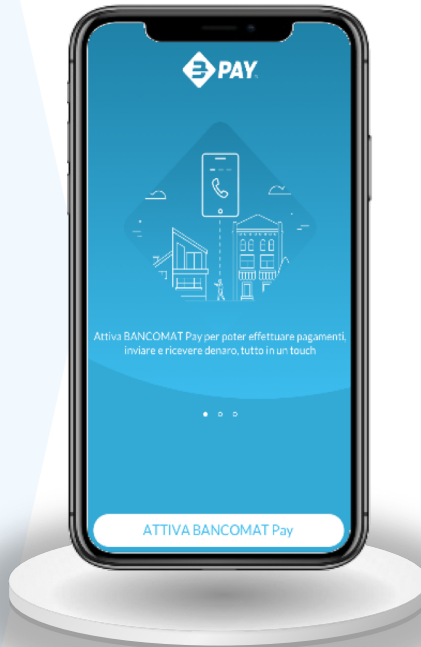 PAY
Attiva BANCOMAT Pay per poter effettuare pagamenti,
inviare e ricevere denaro, tutto in un touch
ATTIVA BANCOMAT Pay